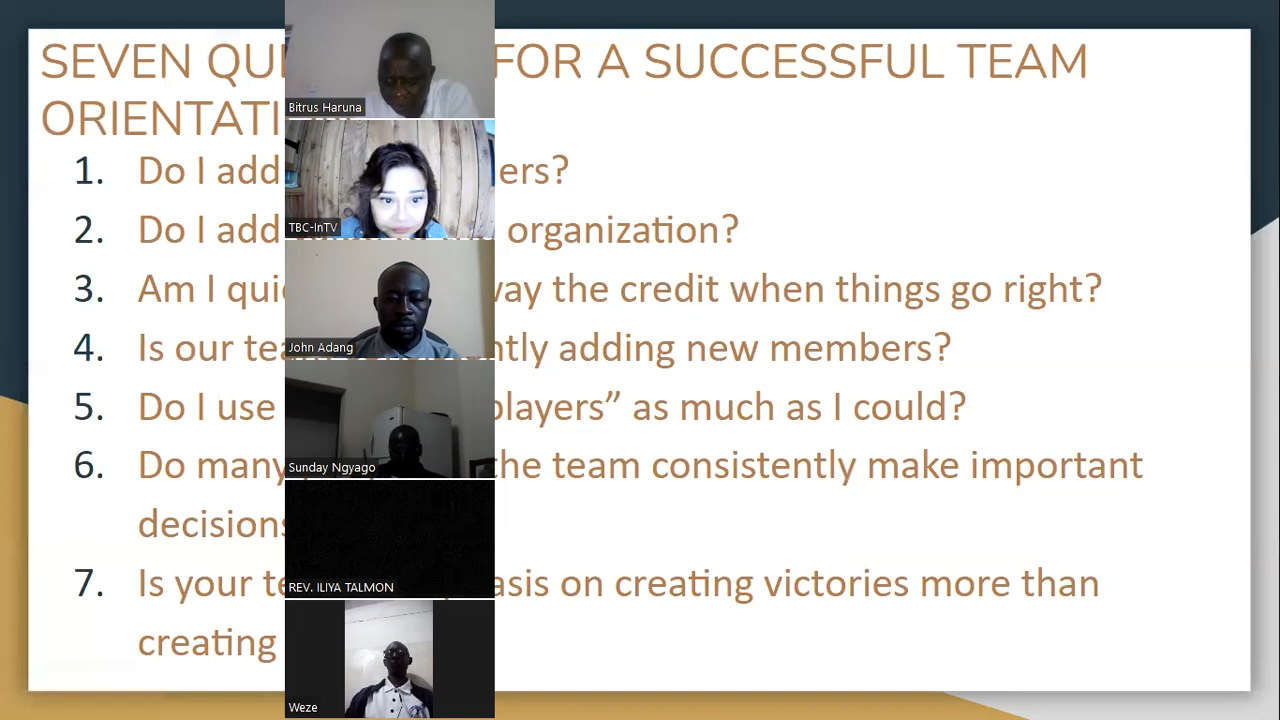 SEVEN QU FOR A SUCCESSFUL TEAM
ORIENTATI
1. Do I add ers?
2. Do I add organization?
3. Am I qui way the credit when things go right?
4. Is our tea ntly adding new members?
5. Do I use players” as much as I could?
6. Do many the team consistently make important
decisions
7. Is your te asis on creating victories more than
creating
Bitrus Haruna
TBC-InTV
John Adang
Sunday Ngyago
REV. ILIYA TALMON
Weze